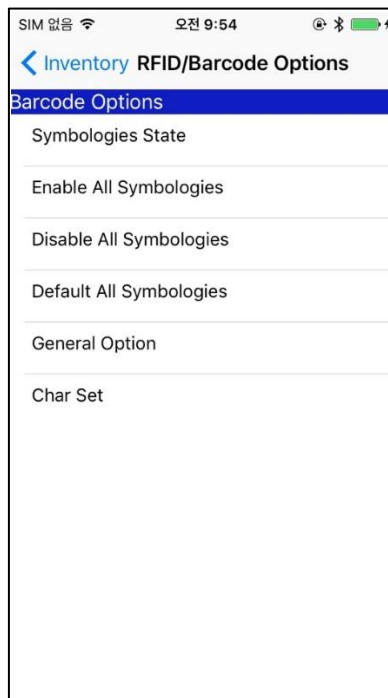 SIM 없음 오전 9:54
Inventory RFID/Barcode Options
Barcode Options
Symbologies State
Enable All Symbologies
Disable All Symbologies
Default All Symbologies
General Option
Char Set